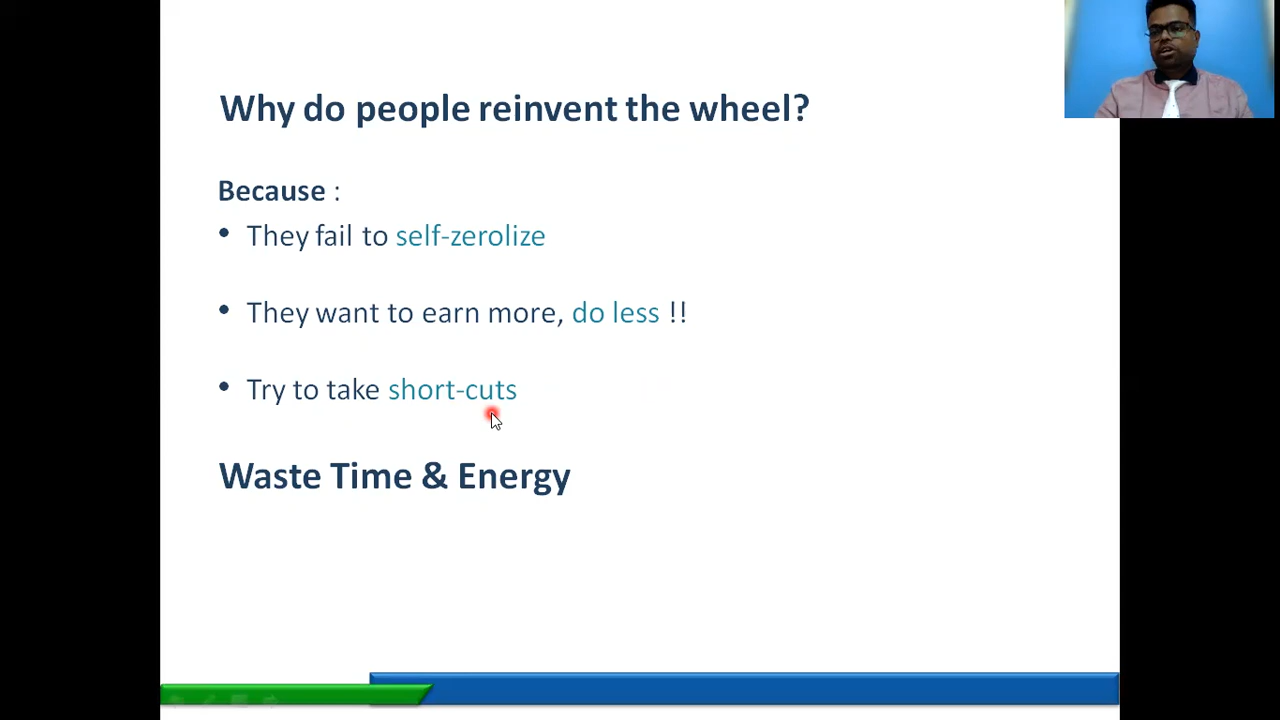 Why do people reinvent the wheel?
Because :
• They fail to self-zerolize
• They want to earn more, do less !!
• Try to take short-cuts
Waste Time & Energy